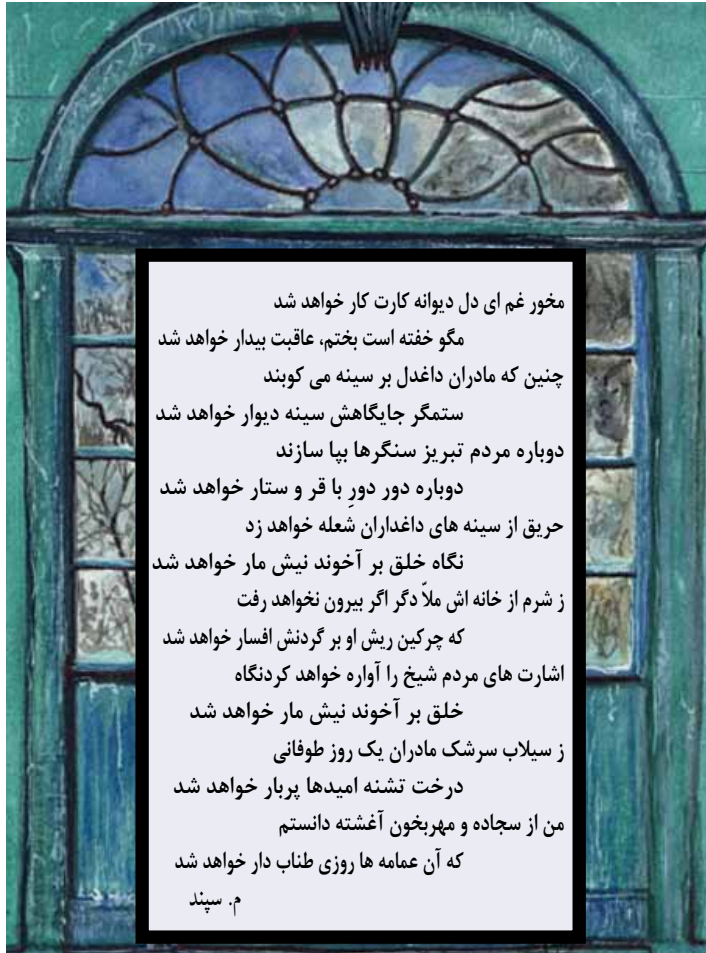 مخور غم ای دل دیوانه کارت کار خواهد شد
مگو خفته است بختم، عاقبت بیدار خواهد شد
چنین که مادران داغدل بر سینه می کوبند
ستمگر جایگاهش سینه دیوار خواهد شد
دوباره مردم تبریز سنگرها بپا سازند
دوباره دور دورِ با قر و ستار خواهد شد
حریق از سینه های داغداران شعله خواهد زد
نگاه خلق بر آخوند نیش مار خواهد شد
ز شرم از خانه اش ملاّ دگر اگر بیرون نخواهد رفت
که چرکین ریش او بر گردنش افسار خواهد شد
اشارت های مردم شیخ را آواره خواهد کردنگاه
خلق بر آخوند نیش مار خواهد شد
ز سیلاب سرشک مادران یک روز طوفانی
درخت تشنه امیدها پربار خواهد شد
من از سجاده و مهربخون آغشته دانستم
که آن عمامه ها روزی طناب دار خواهد شد
م. سپند